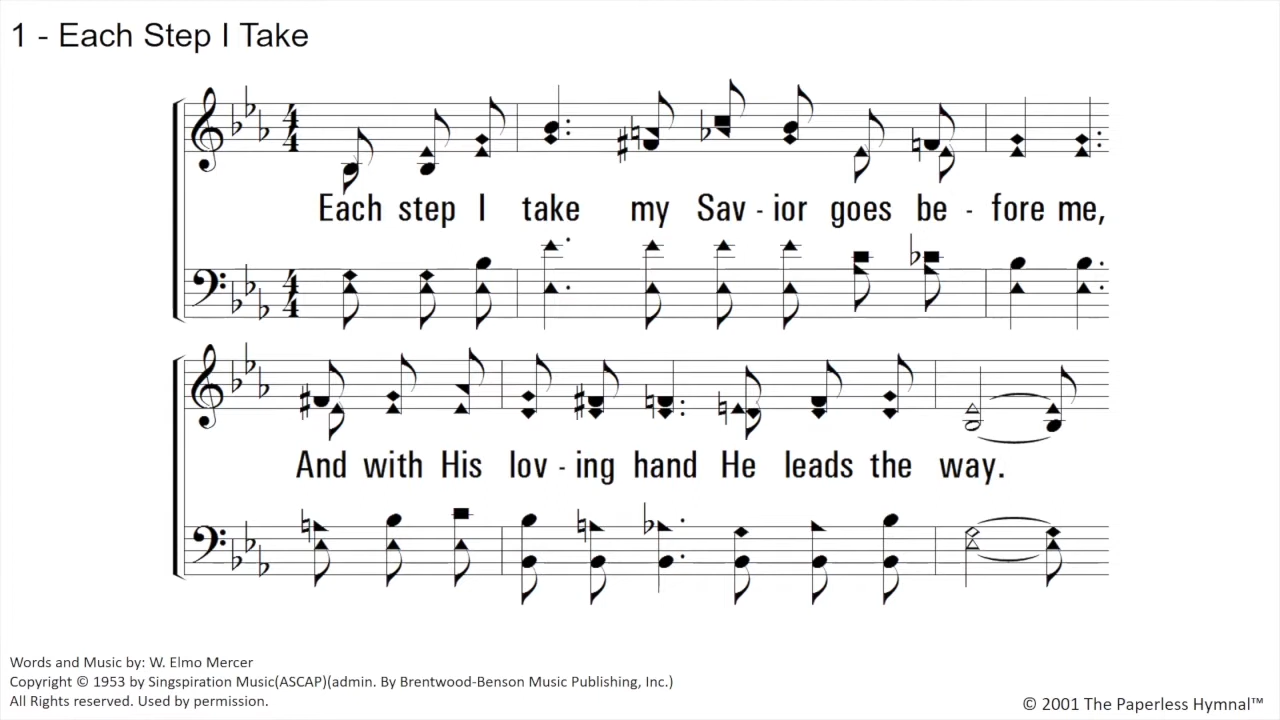 1 - Each Step I Take
Each step I take my Sav - ior goes be - fore me,
And with His lov - ing hand He leads the way.
Words and Music by: W. Elmo Mercer
Copyright © 1953 by Singspiration Music(ASCAP)(admin. By Brentwood-Benson Music Publishing, Inc.)
All Rights reserved. Used by permission.
© 2001 The Paperless Hymnal™